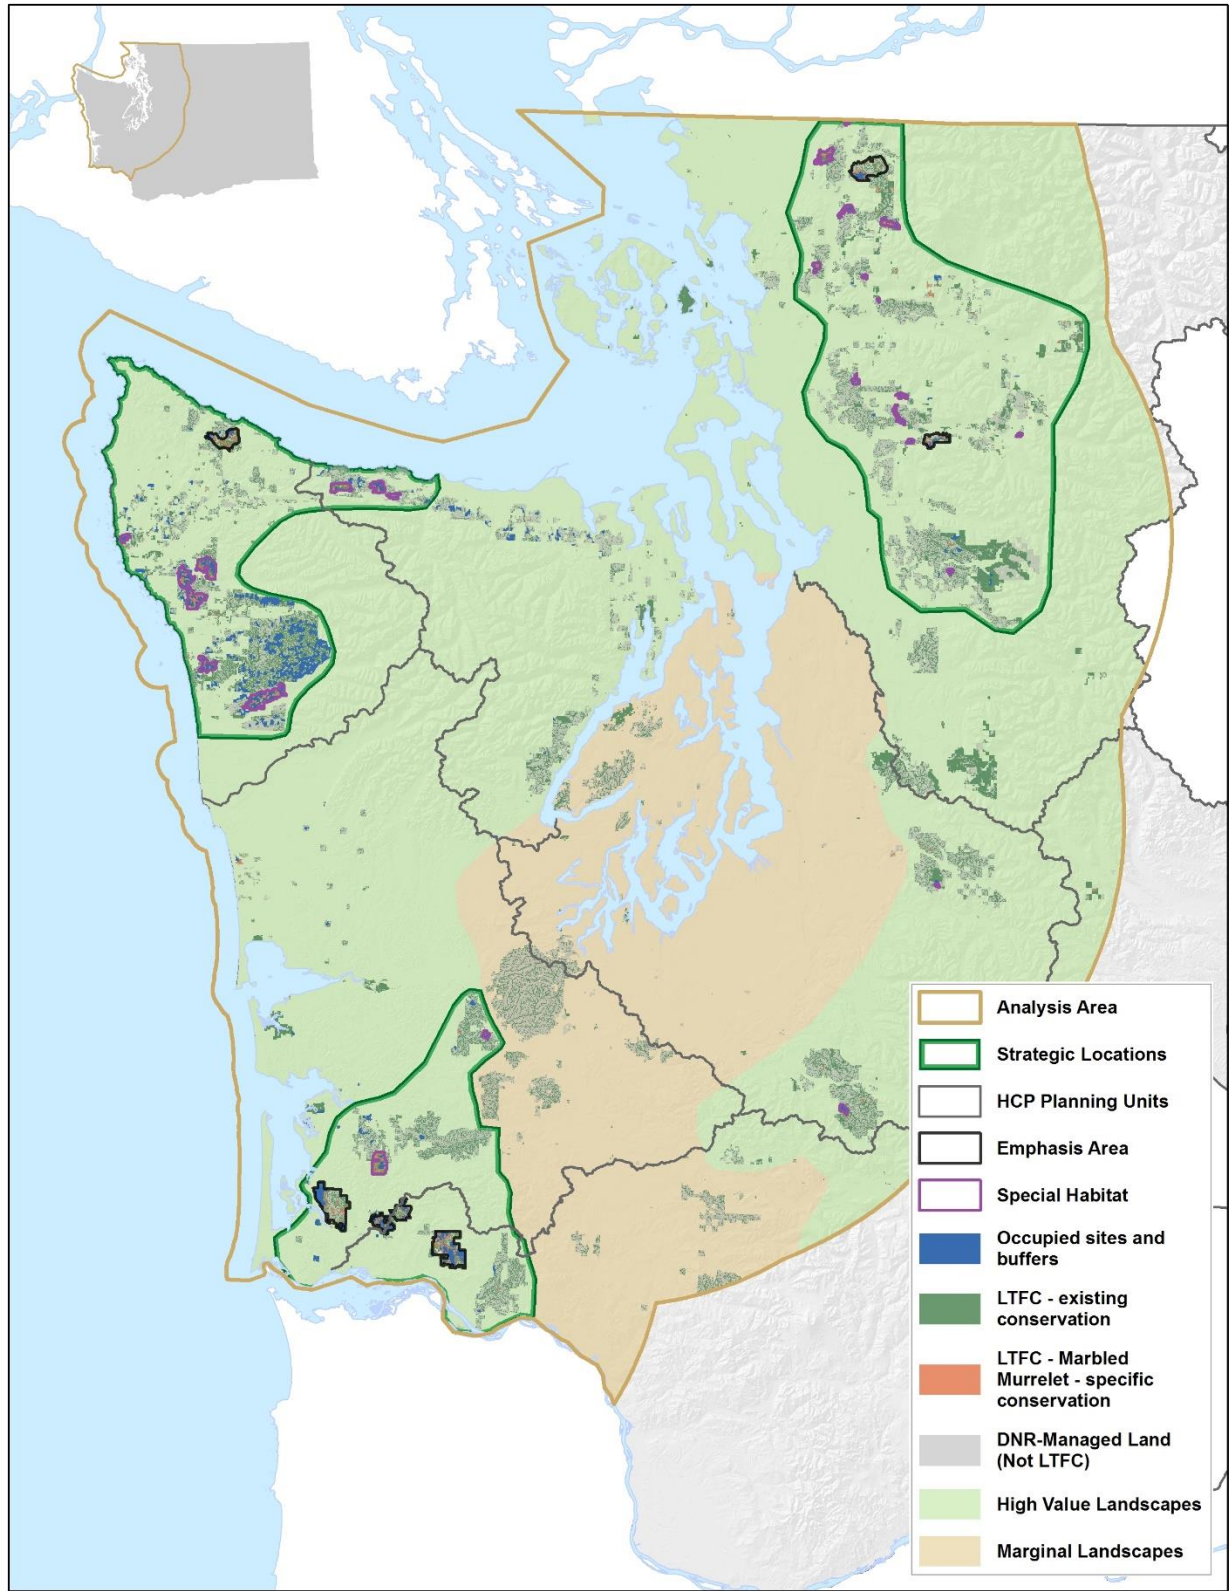 Analysis Area
Strategic Locations
HCP Planning Units
Emphasis Area
Special Habitat
Occupied sites and
buffers
LTFC - existing
conservation
LTFC - Marbled
Murrelet - specific
conservation
DNR-Managed Land
(Not LTFC)
High Value Landscapes
Marginal Landscapes